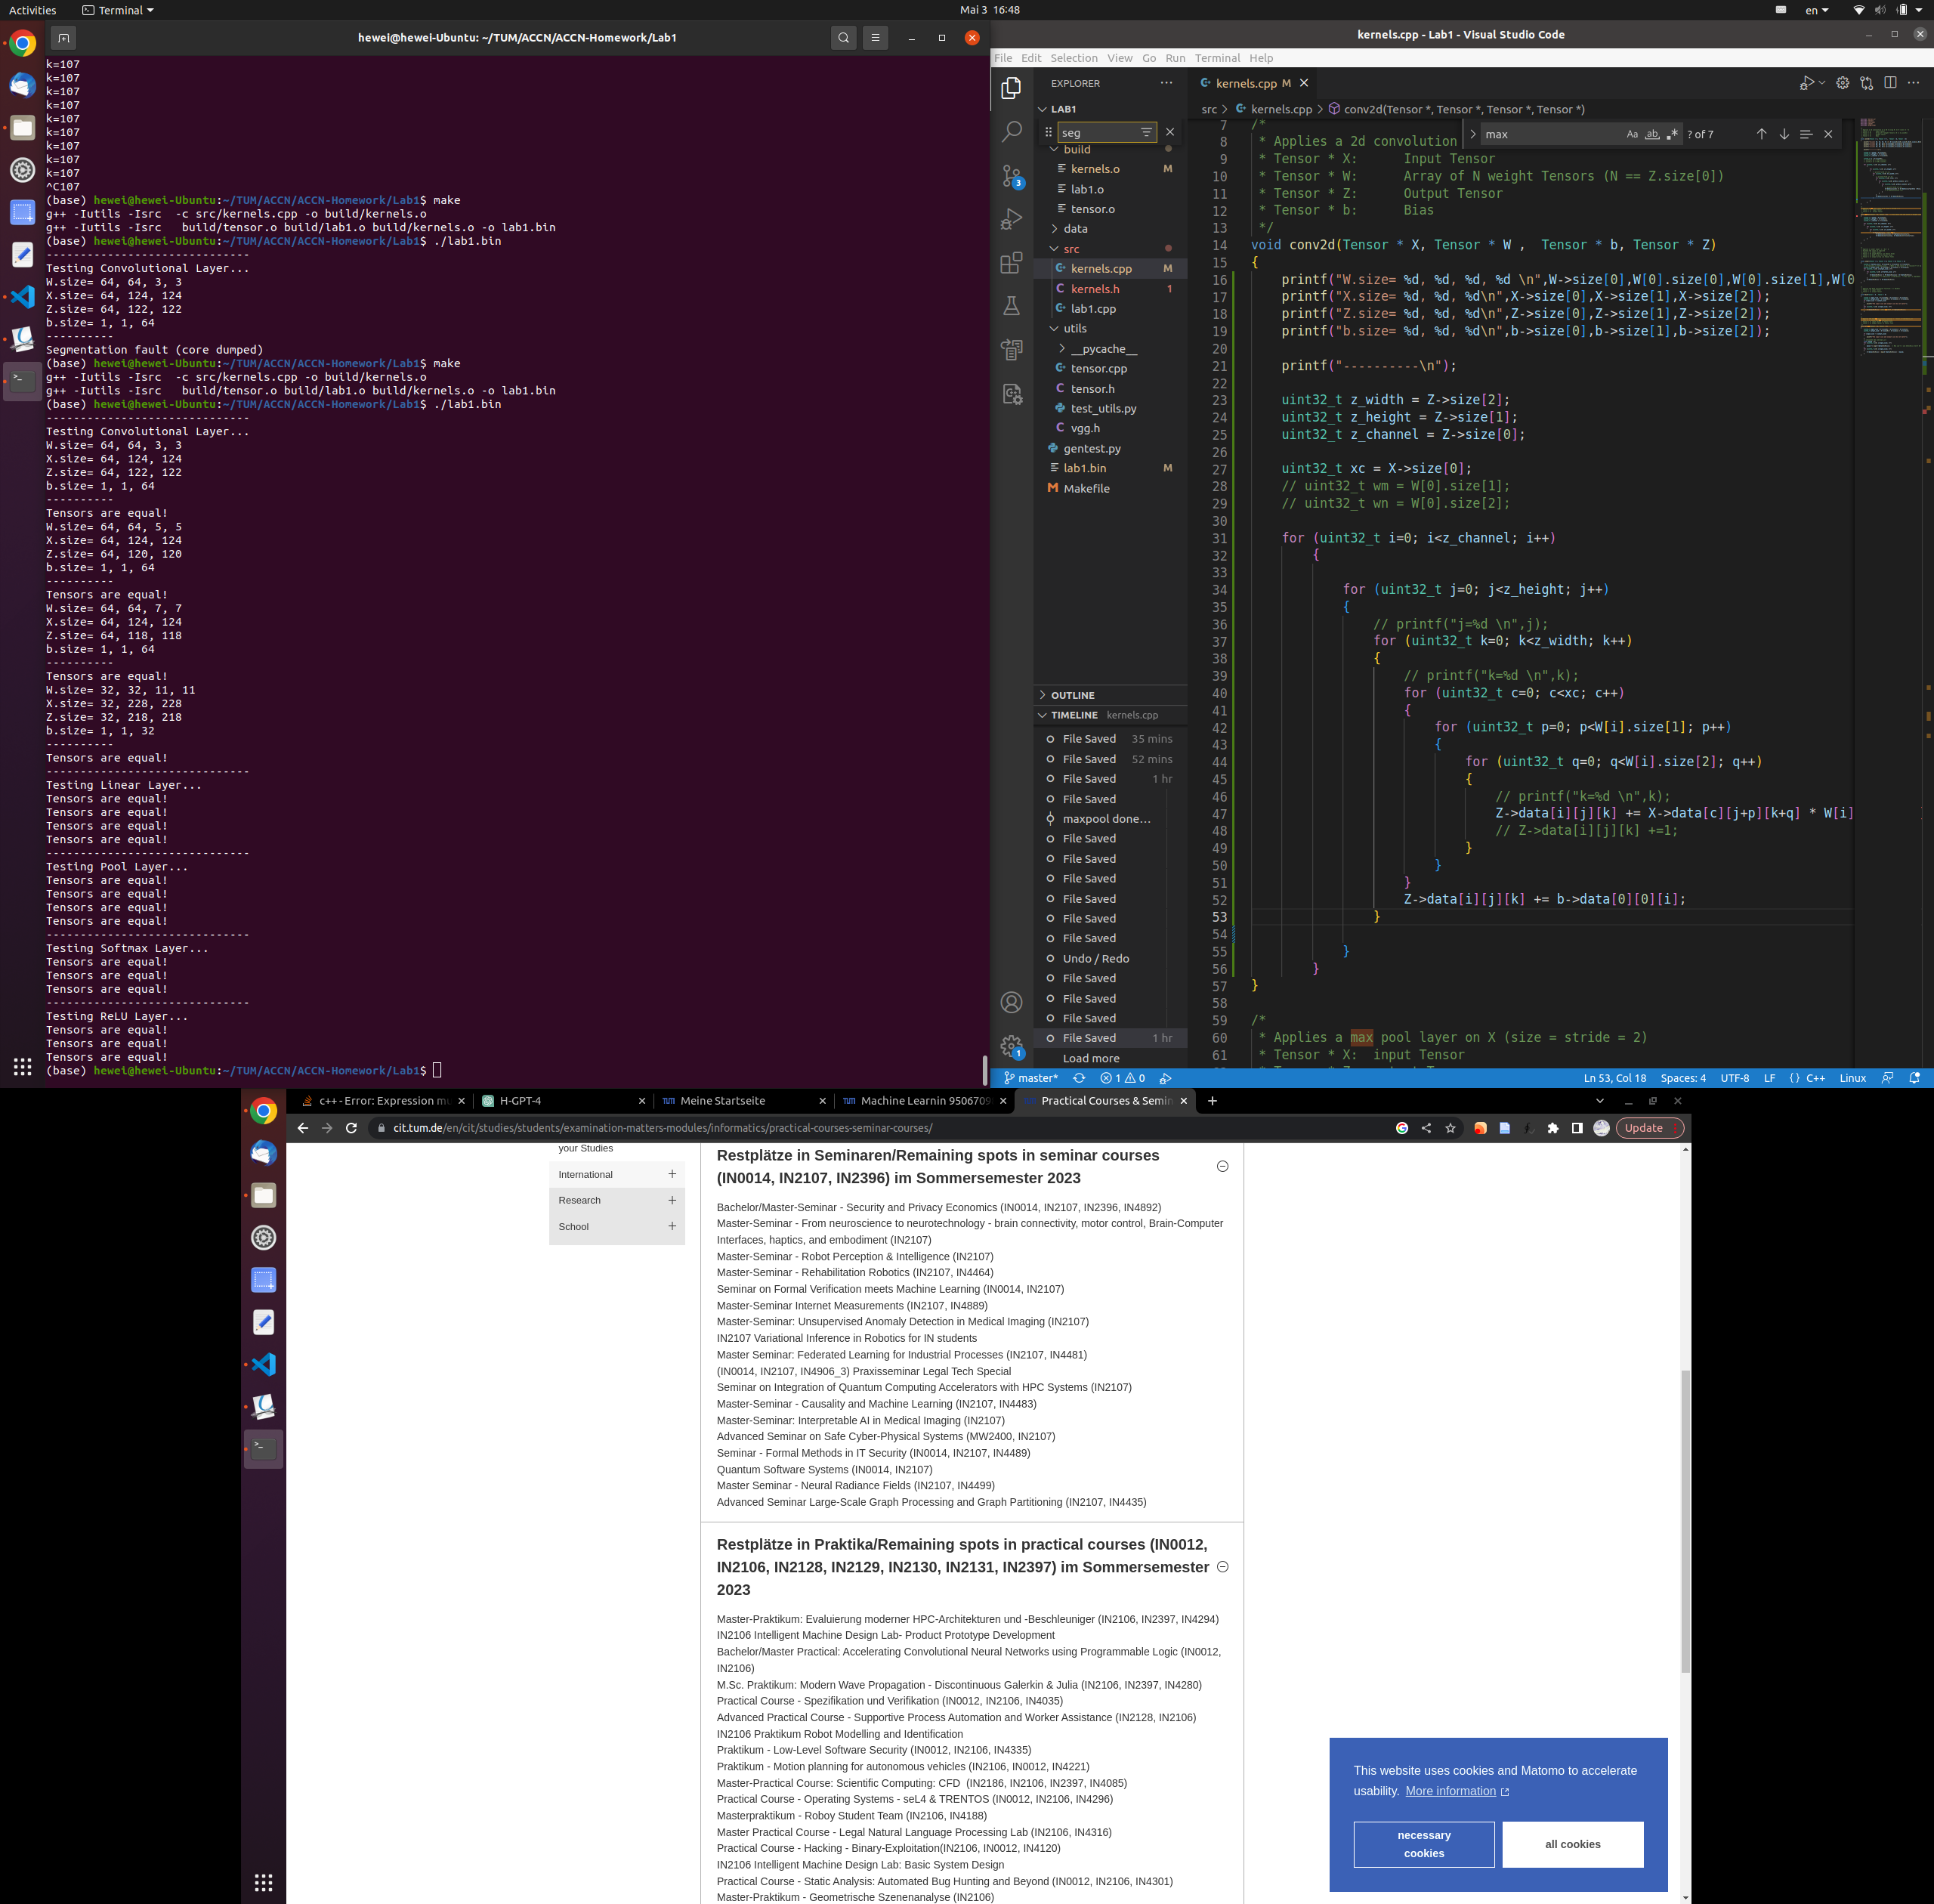 Activities
Terminal
Mai 3 16:48
en
hewei@hewei-Ubuntu: ~/TUM/ACCN/ACCN-Homework/Lab1
k=107
k=107
k=107
k=107
k=107
k=107
k=107
k=107
k=107
^C107
(base) hewei@hewei-Ubuntu:~/TUM/ACCN/ACCN-Homework/Lab1$ make
g++ -Iutils -Isrc  -c src/kernels.cpp -o build/kernels.o
g++ -Iutils -Isrc   build/tensor.o build/lab1.o build/kernels.o -o lab1.bin
(base) hewei@hewei-Ubuntu:~/TUM/ACCN/ACCN-Homework/Lab1$ ./lab1.bin
------------------------------
Testing Convolutional Layer...
W.size= 64, 64, 3, 3
X.size= 64, 124, 124
Z.size= 64, 122, 122
b.size= 1, 1, 64
----------
Segmentation fault (core dumped)
(base) hewei@hewei-Ubuntu:~/TUM/ACCN/ACCN-Homework/Lab1$ make
g++ -Iutils -Isrc  -c src/kernels.cpp -o build/kernels.o
g++ -Iutils -Isrc   build/tensor.o build/lab1.o build/kernels.o -o lab1.bin
(base) hewei@hewei-Ubuntu:~/TUM/ACCN/ACCN-Homework/Lab1$ ./lab1.bin
------------------------------
Testing Convolutional Layer...
W.size= 64, 64, 3, 3
X.size= 64, 124, 124
Z.size= 64, 122, 122
b.size= 1, 1, 64
----------
Tensors are equal!
W.size= 64, 64, 5, 5
X.size= 64, 124, 124
Z.size= 64, 120, 120
b.size= 1, 1, 64
----------
Tensors are equal!
W.size= 64, 64, 7, 7
X.size= 64, 124, 124
Z.size= 64, 118, 118
b.size= 1, 1, 64
----------
Tensors are equal!
W.size= 32, 32, 11, 11
X.size= 32, 228, 228
Z.size= 32, 218, 218
b.size= 1, 1, 32
----------
Tensors are equal!
------------------------------
Testing Linear Layer...
Tensors are equal!
Tensors are equal!
Tensors are equal!
Tensors are equal!
------------------------------
Testing Pool Layer...
Tensors are equal!
Tensors are equal!
Tensors are equal!
Tensors are equal!
------------------------------
Testing Softmax Layer...
Tensors are equal!
Tensors are equal!
Tensors are equal!
------------------------------
Testing ReLU Layer...
Tensors are equal!
Tensors are equal!
Tensors are equal!
(base) hewei@hewei-Ubuntu:~/TUM/ACCN/ACCN-Homework/Lab1$
kernels.cpp - Lab1 - Visual Studio Code
File Edit Selection View Go Run Terminal Help
EXPLORER
LAB1
seg
build
kernels.o M
lab1.o
tensor.o
data
src
kernels.cpp M
kernels.h 1
lab1.cpp
utils
__pycache__
tensor.cpp
tensor.h
test_utils.py
vgg.h
gentest.py
lab1.bin M
Makefile
OUTLINE
TIMELINE kernels.cpp
File Saved 35 mins
File Saved 52 mins
File Saved 1 hr
File Saved
maxpool done...
File Saved
File Saved
File Saved
File Saved
File Saved
File Saved
Undo / Redo
File Saved
File Saved
File Saved
File Saved 1 hr
Load more
3
1
kernels.cpp M
src > kernels.cpp > conv2d(Tensor *, Tensor *, Tensor *, Tensor *)
max Aa ab .* ? of 7
7 /*
8 * Applies a 2d convolution
9 * Tensor * X: Input Tensor
10 * Tensor * W: Array of N weight Tensors (N == Z.size[0])
11 * Tensor * Z: Output Tensor
12 * Tensor * b: Bias
13 */
14 void conv2d(Tensor * X, Tensor * W ,  Tensor * b, Tensor * Z)
15 {
16 printf("W.size= %d, %d, %d, %d \n",W->size[0],W[0].size[0],W[0].size[1],W[0
17 printf("X.size= %d, %d, %d\n",X->size[0],X->size[1],X->size[2]);
18 printf("Z.size= %d, %d, %d\n",Z->size[0],Z->size[1],Z->size[2]);
19 printf("b.size= %d, %d, %d\n",b->size[0],b->size[1],b->size[2]);
20
21 printf("----------\n");
22
23 uint32_t z_width = Z->size[2];
24 uint32_t z_height = Z->size[1];
25 uint32_t z_channel = Z->size[0];
26
27 uint32_t xc = X->size[0];
28 // uint32_t wm = W[0].size[1];
29 // uint32_t wn = W[0].size[2];
30
31 for (uint32_t i=0; i<z_channel; i++)
32 {
33
34 for (uint32_t j=0; j<z_height; j++)
35 {
36 // printf("j=%d \n",j);
37 for (uint32_t k=0; k<z_width; k++)
38 {
39 // printf("k=%d \n",k);
40 for (uint32_t c=0; c<xc; c++)
41 {
42 for (uint32_t p=0; p<W[i].size[1]; p++)
43 {
44 for (uint32_t q=0; q<W[i].size[2]; q++)
45 {
46 // printf("k=%d \n",k);
47 Z->data[i][j][k] += X->data[c][j+p][k+q] * W[i]
48 // Z->data[i][j][k] +=1;
49 }
50 }
51 }
52 Z->data[i][j][k] += b->data[0][0][i];
53 }
54
55 }
56 }
57 }
58
59 /*
60 * Applies a max pool layer on X (size = stride = 2)
61 * Tensor * X:  input Tensor
master* 1 0
Ln 53, Col 18 Spaces: 4 UTF-8 LF {} C++ Linux
c++ - Error: Expression mu
H-GPT-4
Meine Startseite
Machine Learnin 9506709
Practical Courses & Semin
cit.tum.de/en/cit/studies/students/examination-matters-modules/informatics/practical-courses-seminar-courses/
Update
your Studies
International
Research
School
Restplätze in Seminaren/Remaining spots in seminar courses
(IN0014, IN2107, IN2396) im Sommersemester 2023
Bachelor/Master-Seminar - Security and Privacy Economics (IN0014, IN2107, IN2396, IN4892)
Master-Seminar - From neuroscience to neurotechnology - brain connectivity, motor control, Brain-Computer
Interfaces, haptics, and embodiment (IN2107)
Master-Seminar - Robot Perception & Intelligence (IN2107)
Master-Seminar - Rehabilitation Robotics (IN2107, IN4464)
Seminar on Formal Verification meets Machine Learning (IN0014, IN2107)
Master-Seminar Internet Measurements (IN2107, IN4889)
Master-Seminar: Unsupervised Anomaly Detection in Medical Imaging (IN2107)
IN2107 Variational Inference in Robotics for IN students
Master Seminar: Federated Learning for Industrial Processes (IN2107, IN4481)
(IN0014, IN2107, IN4906_3) Praxisseminar Legal Tech Special
Seminar on Integration of Quantum Computing Accelerators with HPC Systems (IN2107)
Master-Seminar - Causality and Machine Learning (IN2107, IN4483)
Master-Seminar: Interpretable AI in Medical Imaging (IN2107)
Advanced Seminar on Safe Cyber-Physical Systems (MW2400, IN2107)
Seminar - Formal Methods in IT Security (IN0014, IN2107, IN4489)
Quantum Software Systems (IN0014, IN2107)
Master Seminar - Neural Radiance Fields (IN2107, IN4499)
Advanced Seminar Large-Scale Graph Processing and Graph Partitioning (IN2107, IN4435)
Restplätze in Praktika/Remaining spots in practical courses (IN0012,
IN2106, IN2128, IN2129, IN2130, IN2131, IN2397) im Sommersemester
2023
Master-Praktikum: Evaluierung moderner HPC-Architekturen und -Beschleuniger (IN2106, IN2397, IN4294)
IN2106 Intelligent Machine Design Lab- Product Prototype Development
Bachelor/Master Practical: Accelerating Convolutional Neural Networks using Programmable Logic (IN0012,
IN2106)
M.Sc. Praktikum: Modern Wave Propagation - Discontinuous Galerkin & Julia (IN2106, IN2397, IN4280)
Practical Course - Spezifikation und Verifikation (IN0012, IN2106, IN4035)
Advanced Practical Course - Supportive Process Automation and Worker Assistance (IN2128, IN2106)
IN2106 Praktikum Robot Modelling and Identification
Praktikum - Low-Level Software Security (IN0012, IN2106, IN4335)
Praktikum - Motion planning for autonomous vehicles (IN2106, IN0012, IN4221)
Master-Practical Course: Scientific Computing: CFD  (IN2186, IN2106, IN2397, IN4085)
Practical Course - Operating Systems - seL4 & TRENTOS (IN0012, IN2106, IN4296)
Masterpraktikum - Roboy Student Team (IN2106, IN4188)
Master Practical Course - Legal Natural Language Processing Lab (IN2106, IN4316)
Practical Course - Hacking - Binary-Exploitation(IN2106, IN0012, IN4120)
IN2106 Intelligent Machine Design Lab: Basic System Design
Practical Course - Static Analysis: Automated Bug Hunting and Beyond (IN0012, IN2106, IN4301)
Master-Praktikum - Geometrische Szenenanalyse (IN2106)
This website uses cookies and Matomo to accelerate
usability. More information
necessary
cookies
all cookies